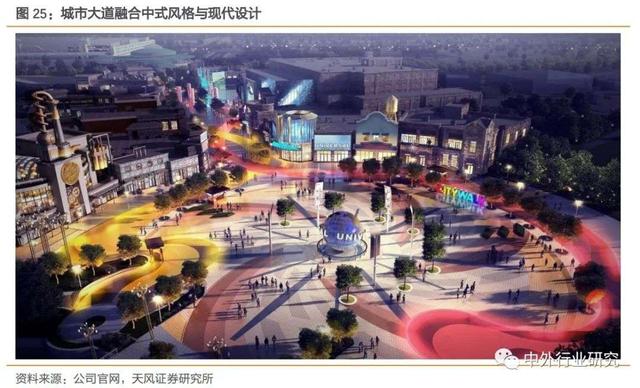 图 25：城市大道融合中式风格与现代设计
UNIVERSAL
CITYWALK
UNIV
中外行业研究
资料来源：公司官网，天风证券研究所